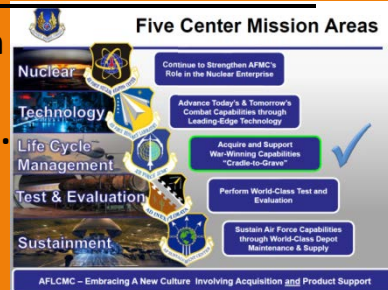 Five Center Mission Areas
Nuclear
Continue to Strengthen AFMC's
Role in the Nuclear Enterprise
Technology
Advance Today's & Tomorrow's
Combat Capabilities through
Leading-Edge Technology
Life Cycle
Management
Acquire and Support
War-Winning Capabilities
"Cradle-to-Grave"
Test & Evaluation
Perform World-Class Test and
Evaluation
Sustainment
Sustain Air Force Capabilities
through World-Class Depot
Maintenance & Supply
AFLCMC – Embracing A New Culture Involving Acquisition and Product Support